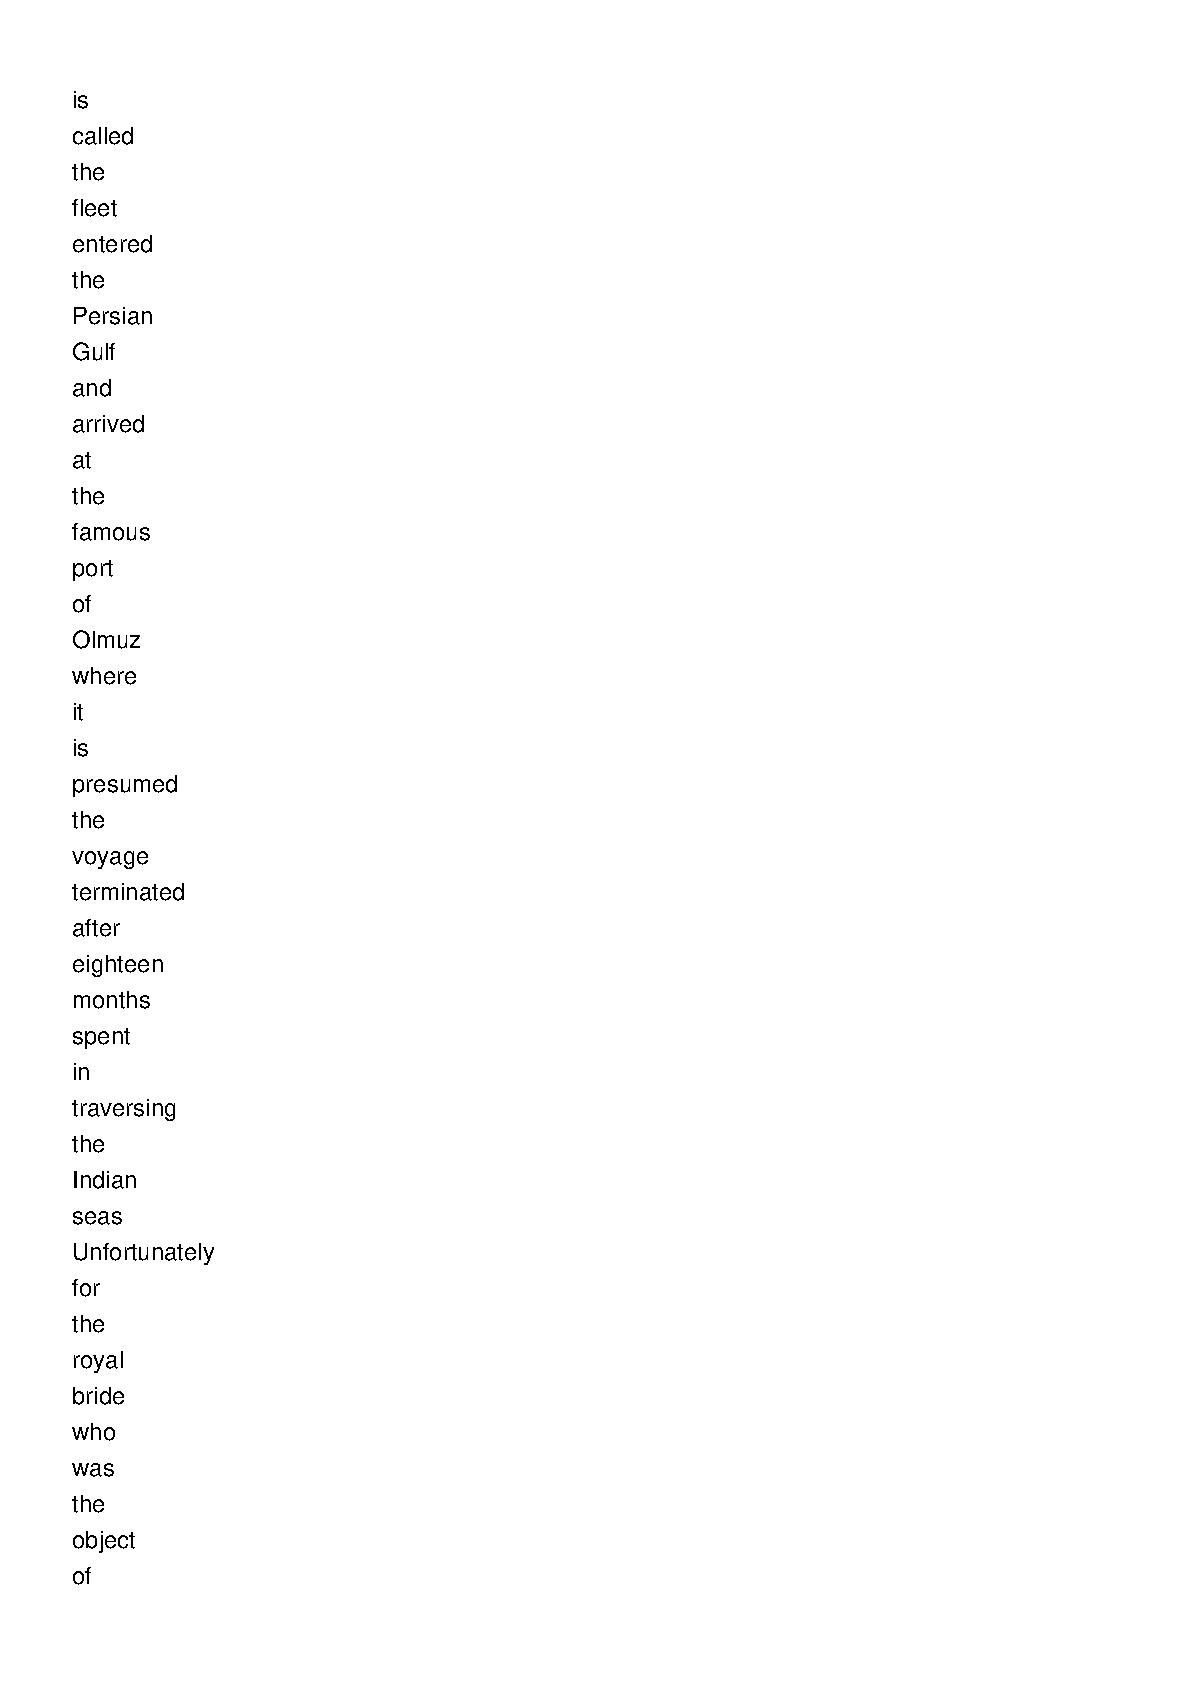 is
called
the
fleet
entered
the
Persian
Gulf
and
arrived
at
the
famous
port
of
Olmuz
where
it
is
presumed
the
voyage
terminated
after
eighteen
months
spent
in
traversing
the
Indian
seas
Unfortunately
for
the
royal
bride
who
was
the
object
of